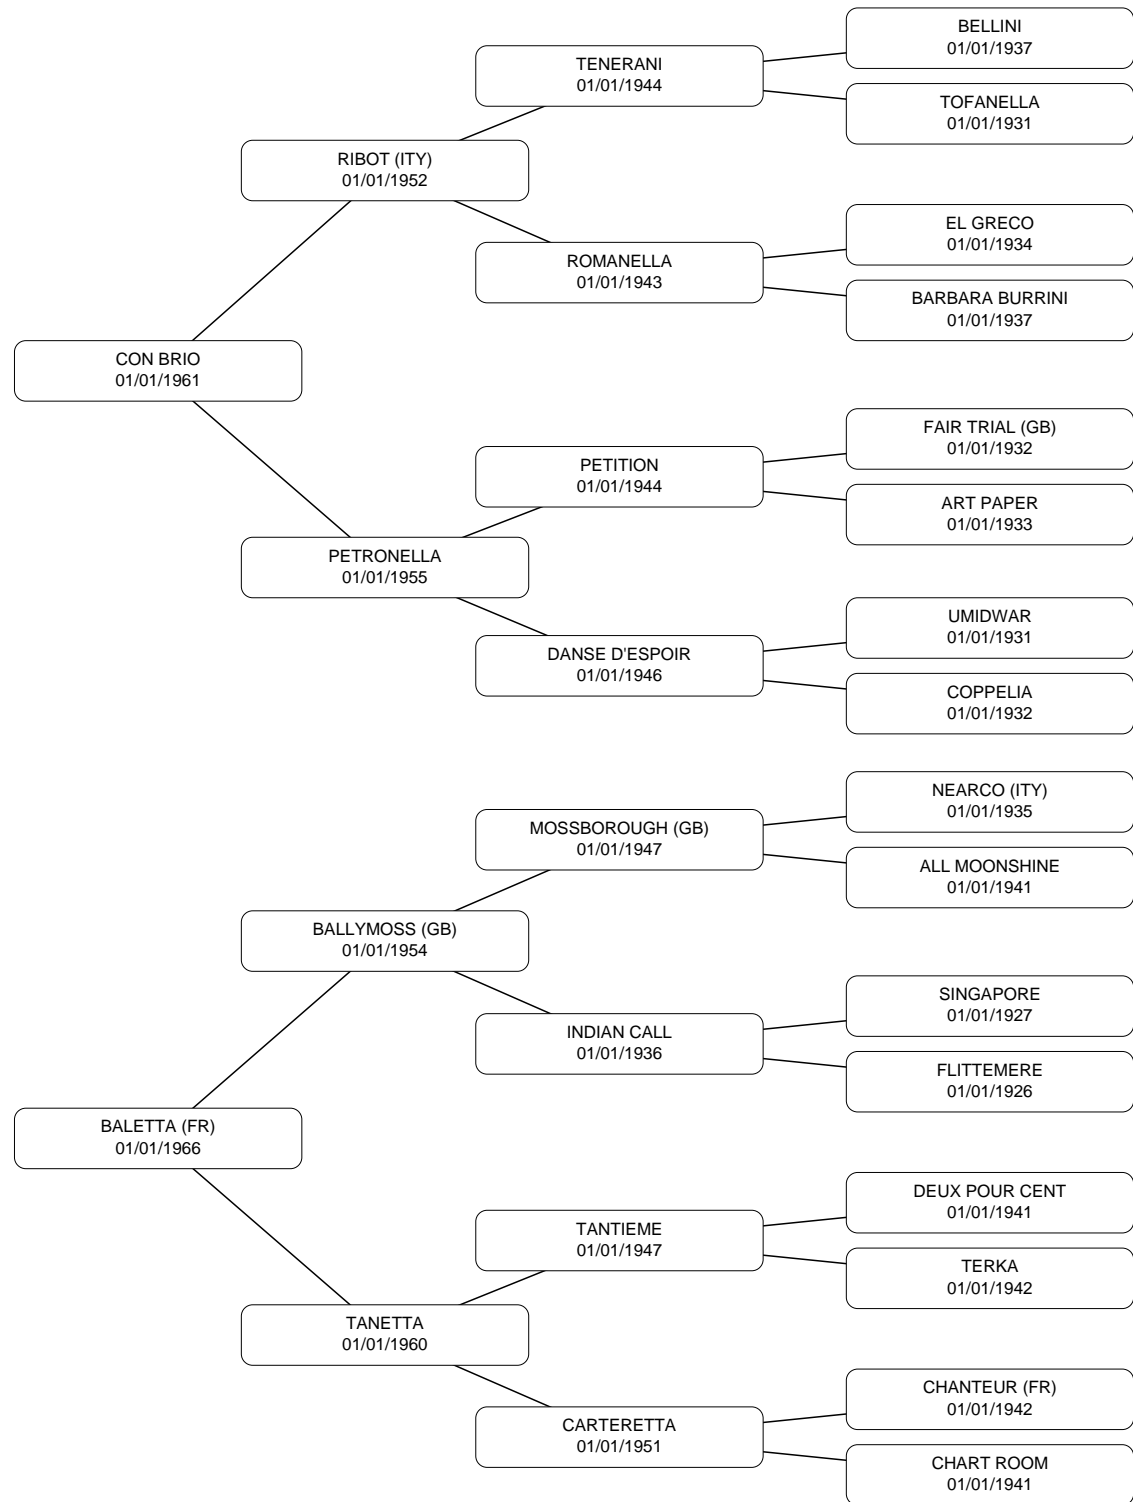 BELLINI
01/01/1937
TENERANI
01/01/1944
TOFANELLA
01/01/1931
RIBOT (ITY)
01/01/1952
EL GRECO
01/01/1934
ROMANELLA
01/01/1943
BARBARA BURRINI
01/01/1937
CON BRIO
01/01/1961
FAIR TRIAL (GB)
01/01/1932
PETITION
01/01/1944
ART PAPER
01/01/1933
PETRONELLA
01/01/1955
UMIDWAR
01/01/1931
DANSE D'ESPOIR
01/01/1946
COPPELIA
01/01/1932
NEARCO (ITY)
01/01/1935
MOSSBOROUGH (GB)
01/01/1947
ALL MOONSHINE
01/01/1941
BALLYMOSS (GB)
01/01/1954
SINGAPORE
01/01/1927
INDIAN CALL
01/01/1936
FLITTEMERE
01/01/1926
BALETTA (FR)
01/01/1966
DEUX POUR CENT
01/01/1941
TANTIEME
01/01/1947
TERKA
01/01/1942
TANETTA
01/01/1960
CHANTEUR (FR)
01/01/1942
CARTERETTA
01/01/1951
CHART ROOM
01/01/1941